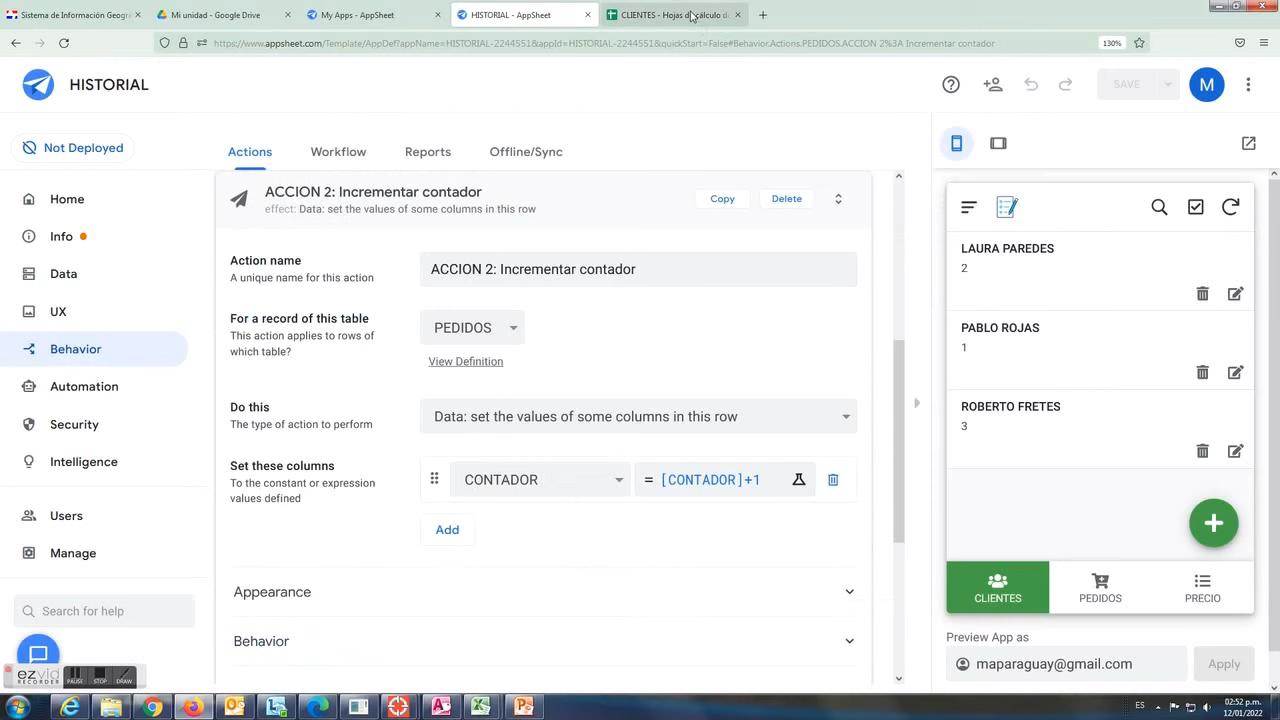 Sistema de Información Geogr
Mi unidad - Google Drive
My Apps - AppSheet
HISTORIAL - AppSheet
CLIENTES - Hojas de cálculo de
https://www.appsheet.com/Template/AppDef?appName=HISTORIAL-2244551&appId=HISTORIAL-2244551&quickStart=False#Behavior.Actions.PEDIDOS.ACCION 2%3A Incrementar contador
130%
HISTORIAL
SAVE
M
Not Deployed
Actions
Workflow
Reports
Offline/Sync
Home
Info
Data
UX
Behavior
Automation
Security
Intelligence
Users
Manage
Search for help
ACCION 2: Incrementar contador
effect: Data: set the values of some columns in this row
Copy
Delete
Action name
A unique name for this action
ACCION 2: Incrementar contador
For a record of this table
This action applies to rows of
which table?
PEDIDOS
View Definition
Do this
The type of action to perform
Data: set the values of some columns in this row
Set these columns
To the constant or expression
values defined
CONTADOR
= [CONTADOR]+1
Add
Appearance
Behavior
LAURA PAREDES
2
PABLO ROJAS
1
ROBERTO FRETES
3
CLIENTES
PEDIDOS
PRECIO
Preview App as
maparaguay@gmail.com
Apply
ezvid
PAUSE
STOP
DRAW
ES
02:52 p.m.
12/01/2022